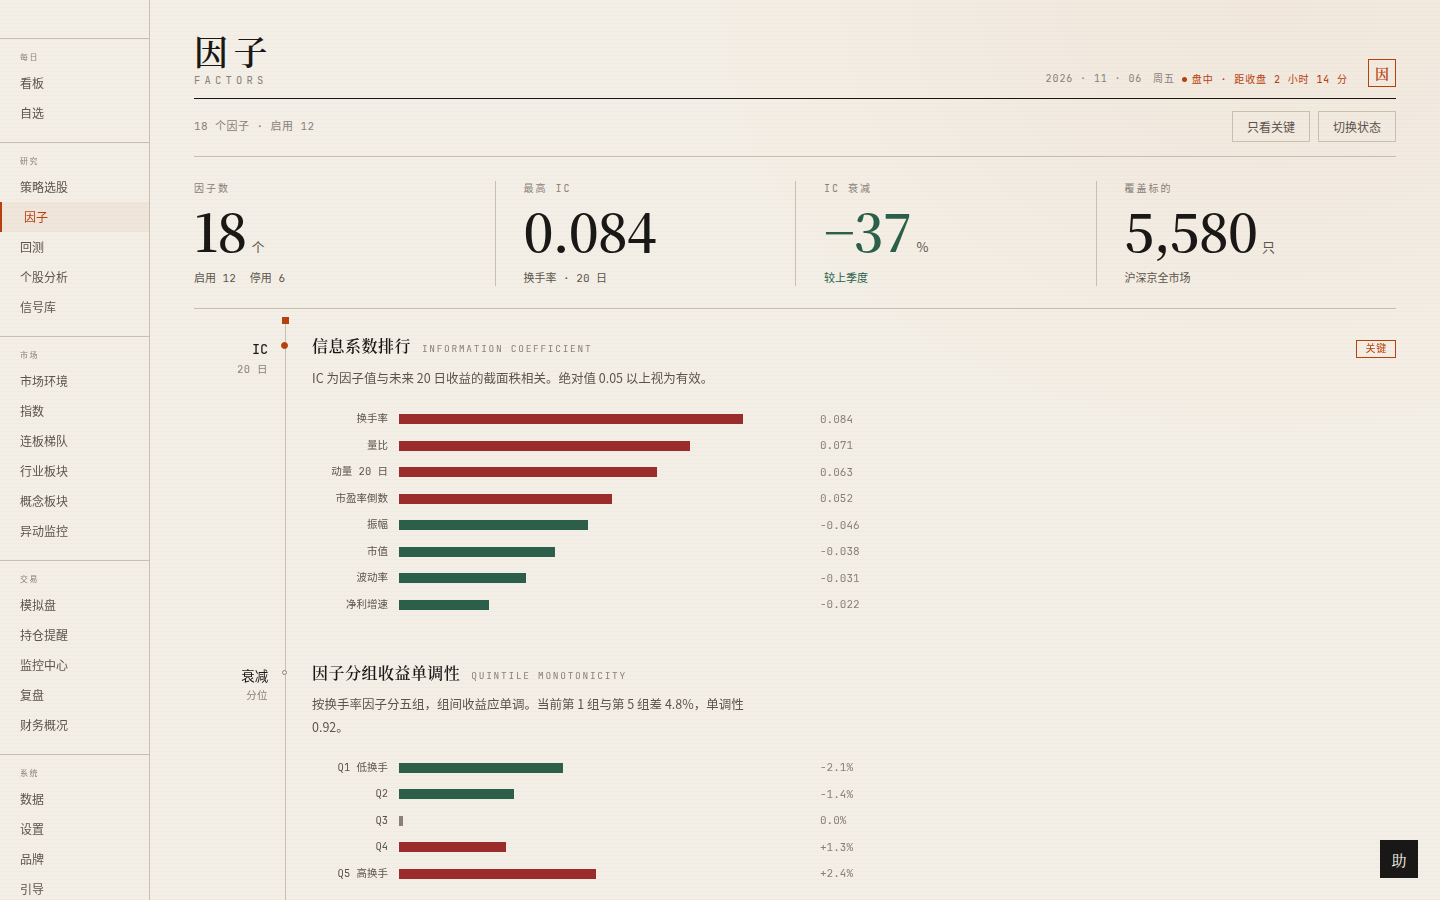 每日
看板
自选
研究
策略选股
因子
回测
个股分析
信号库
市场
市场环境
指数
连板梯队
行业板块
概念板块
异动监控
交易
模拟盘
持仓提醒
监控中心
复盘
财务概况
系统
数据
设置
品牌
引导
因子
FACTORS
2026 · 11 · 06 周五 盘中 · 距收盘 2 小时 14 分
因
18 个因子 · 启用 12
只看关键
切换状态
因子数
18 个
启用 12 停用 6
最高 IC
0.084
换手率 · 20 日
IC 衰减
−37 %
较上季度
覆盖标的
5,580 只
沪深京全市场
IC
20 日
信息系数排行 INFORMATION COEFFICIENT
关键
IC 为因子值与未来 20 日收益的截面秩相关。绝对值 0.05 以上视为有效。
换手率 0.084
量比 0.071
动量 20 日 0.063
市盈率倒数 0.052
振幅 -0.046
市值 -0.038
波动率 -0.031
净利增速 -0.022
衰减
分位
因子分组收益单调性 QUINTILE MONOTONICITY
按换手率因子分五组，组间收益应单调。当前第 1 组与第 5 组差 4.8%，单调性
0.92。
Q1 低换手 -2.1%
Q2 -1.4%
Q3 0.0%
Q4 +1.3%
Q5 高换手 +2.4%
助